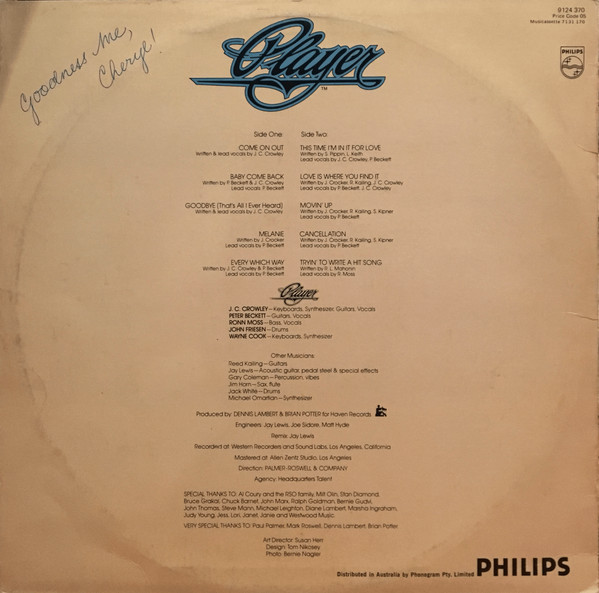 Goodness Me,
Cheryl!
9124 370
Price Code 05
Musicassette 7131 170
PHILIPS
Player
TM
Side One
COME ON OUT
Written & lead vocals by J. C. Crowley
BABY COME BACK
Written by P. Beckett & J. C. Crowley
Lead vocals P. Beckett
GOODBYE (That's All I Ever Heard)
Written & lead vocals by J. C. Crowley
MELANIE
Written by J. Crocker
Lead vocals by P. Beckett
EVERY WHICH WAY
Written by J. C. Crowley & P. Beckett
Lead vocals by P. Beckett
Side Two
THIS TIME I'M IN IT FOR LOVE
Written by S. Pippin, L. Keith
Lead vocals by J. C. Crowley, P. Beckett
LOVE IS WHERE YOU FIND IT
Written by J. Crocker, R. Kailing, J. C. Crowley
Lead vocals by P. Beckett, J. C. Crowley
MOVIN' UP
Written by J. Crocker, R. Kailing, S. Kipner
Lead vocals by P. Beckett
CANCELLATION
Written by J. Crocker, R. Kailing, S. Kipner
Lead vocals by P. Beckett
TRYIN' TO WRITE A HIT SONG
Written by R. L. Mahonin
Lead vocals by R. Moss
Player
J. C. CROWLEY—Keyboards, Synthesizer, Guitars, Vocals
PETER BECKETT—Guitars, Vocals
RONN MOSS—Bass, Vocals
JOHN FRIESEN—Drums
WAYNE COOK—Keyboards, Synthesizer
Other Musicians
Reed Kailing—Guitars
Jay Lewis—Acoustic guitar, pedal steel & special effects
Gary Coleman—Percussion, vibes
Jim Horn—Sax, flute
Jack White—Drums
Michael Omartian—Synthesizer
Produced by: DENNIS LAMBERT & BRIAN POTTER for Haven Records
Engineers: Jay Lewis, Joe Sidore, Matt Hyde
Remix: Jay Lewis
Recorded at: Western Recorders and Sound Labs, Los Angeles, California
Mastered at: Allen Zentz Studio, Los Angeles
Direction: PALMER-ROSWELL & COMPANY
Agency: Headquarters Talent
SPECIAL THANKS TO: Al Coury and the RSO family, Milt Olin, Stan Diamond,
Bruce Grakal, Chuck Barnet, John Marx, Ralph Goldman, Bernie Gudvi,
John Thomas, Steve Mann, Michael Leighton, Diane Lambert, Marsha Ingraham,
Judy Young, Jess, Lori, Janet, Janie and Westwood Music.
VERY SPECIAL THANKS TO: Paul Palmer, Mark Roswell, Dennis Lambert, Brian Potter
Art Director: Susan Herr
Design: Tom Nikosey
Photo: Bernie Nagler
Distributed in Australia by Phonogram Pty. Limited PHILIPS